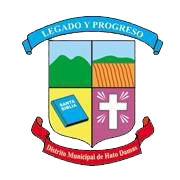 LEGADO Y PROGRESO
SANTA
BIBLIA
Distrito Municipal de Hato Damas